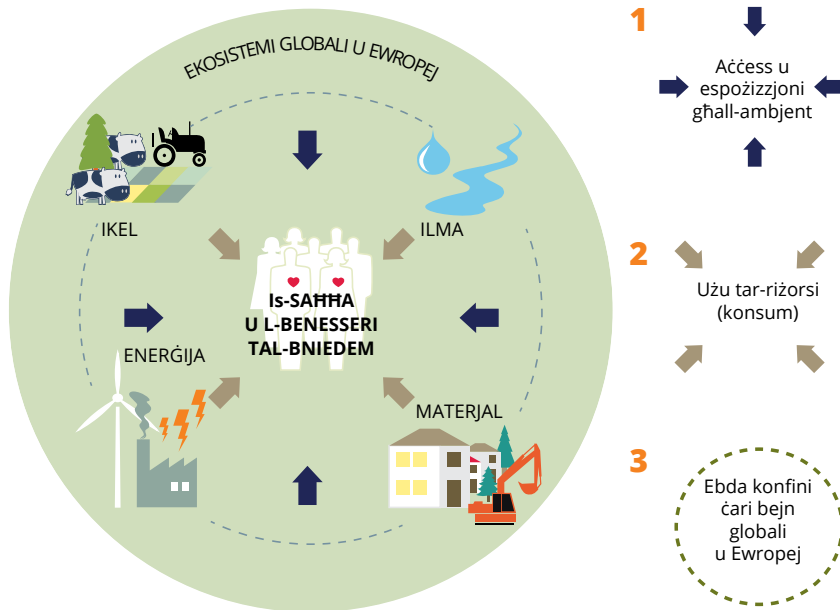 EKOSISTEMI GLOBALI U EWROPEJ
IKEL
ILMA
Is-SAĦĦA
U L-BENESSERI
TAL-BNIEDEM
ENERĠIJA
MATERJAL
1
Aċċess u
espożizzjoni
għall-ambjent
2
Użu tar-riżorsi
(konsum)
3
Ebda konfini
ċari bejn
globali
u Ewropej